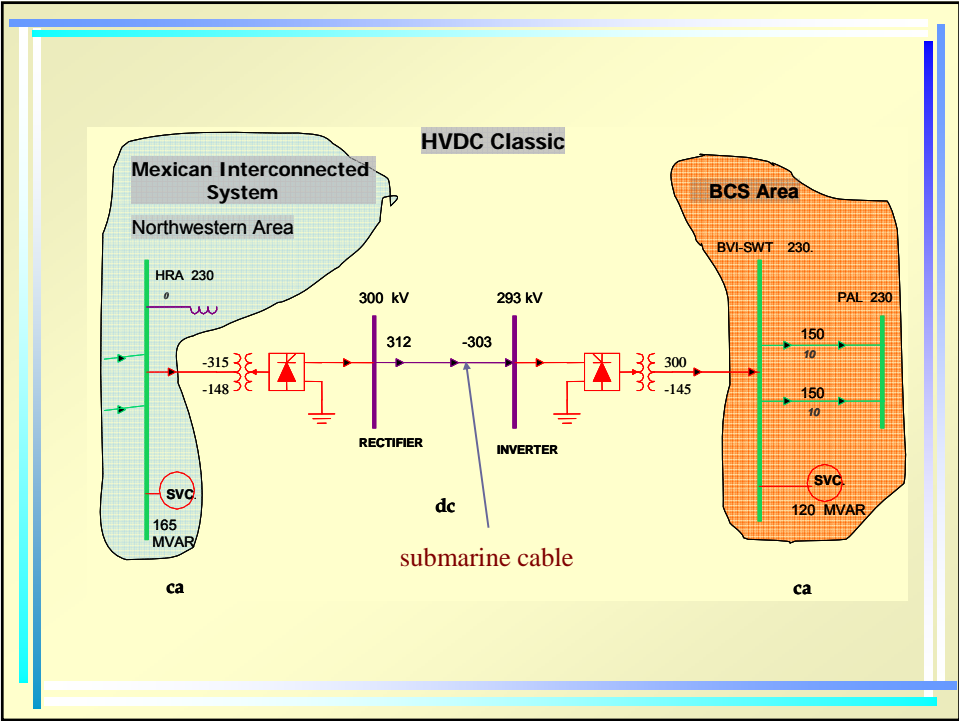 HVDC Classic
Mexican Interconnected
System
Northwestern Area
HRA 230
0
-315
-148
165
MVAR
SVC.
ca
300 kV
312
RECTIFIER
293 kV
-303
INVERTER
dc
submarine cable
BCS Area
BVI-SWT 230.
PAL 230
300
-145
150
10
150
10
SVC.
120 MVAR
ca